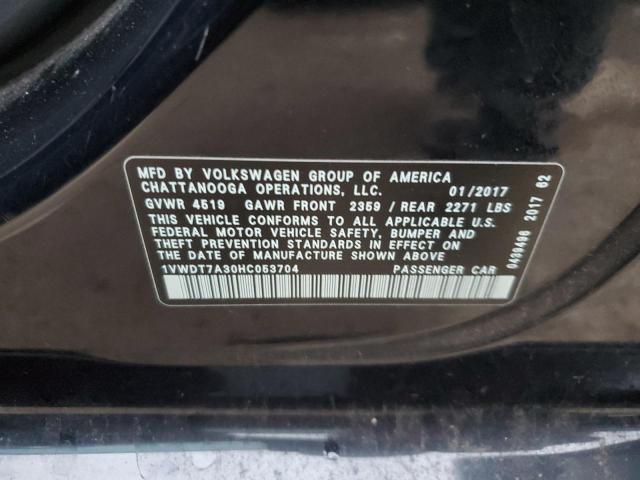 MFD BY VOLKSWAGEN GROUP OF AMERICA
CHATTANOOGA OPERATIONS, LLC. 01/2017
GVWR 4519 GAWR FRONT 2359 / REAR 2271 LBS
THIS VEHICLE CONFORMS TO ALL APPLICABLE U.S.
FEDERAL MOTOR VEHICLE SAFETY, BUMPER AND
THEFT PREVENTION STANDARDS IN EFFECT ON
THE DATE OF MANUFACTURE SHOWN ABOVE
1VWDT7A30HC053704 PASSENGER CAR
0439496 2017 62